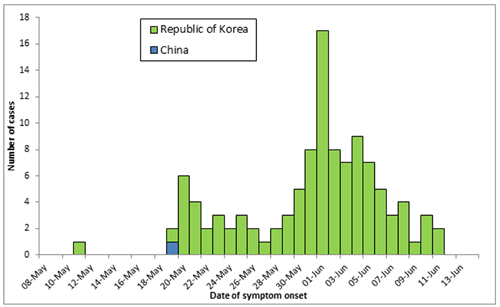 18
16
14
12
10
8
6
4
2
0
Number of cases
Republic of Korea
China
08-May
10-May
12-May
14-May
16-May
18-May
20-May
22-May
24-May
26-May
28-May
30-May
01-Jun
03-Jun
05-Jun
07-Jun
09-Jun
11-Jun
13-Jun
Date of symptom onset